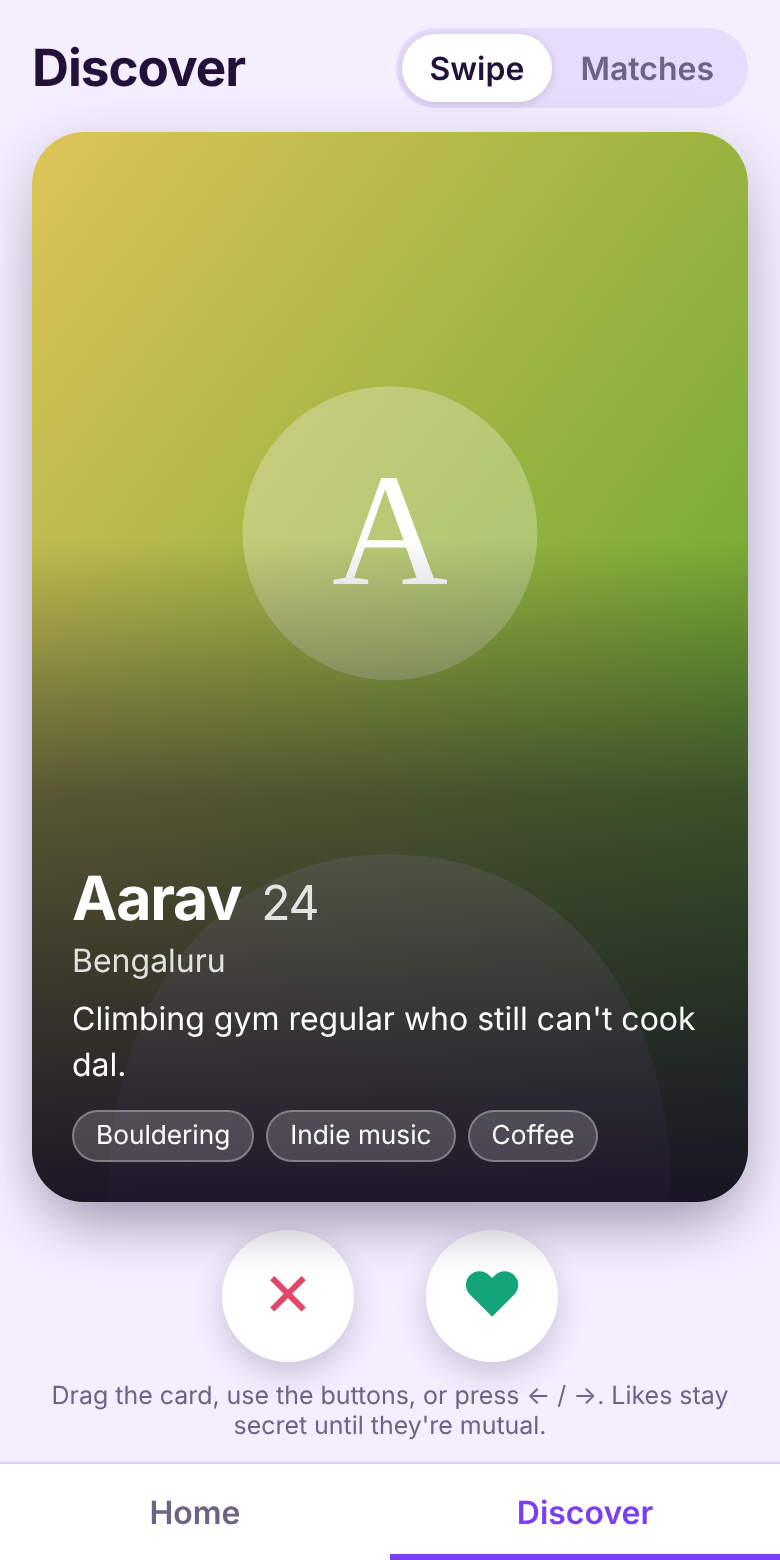 Discover
Swipe
Matches
A
Aarav 24
Bengaluru
Climbing gym regular who still can't cook
dal.
Bouldering
Indie music
Coffee
Drag the card, use the buttons, or press ← / →. Likes stay
secret until they're mutual.
Home
Discover